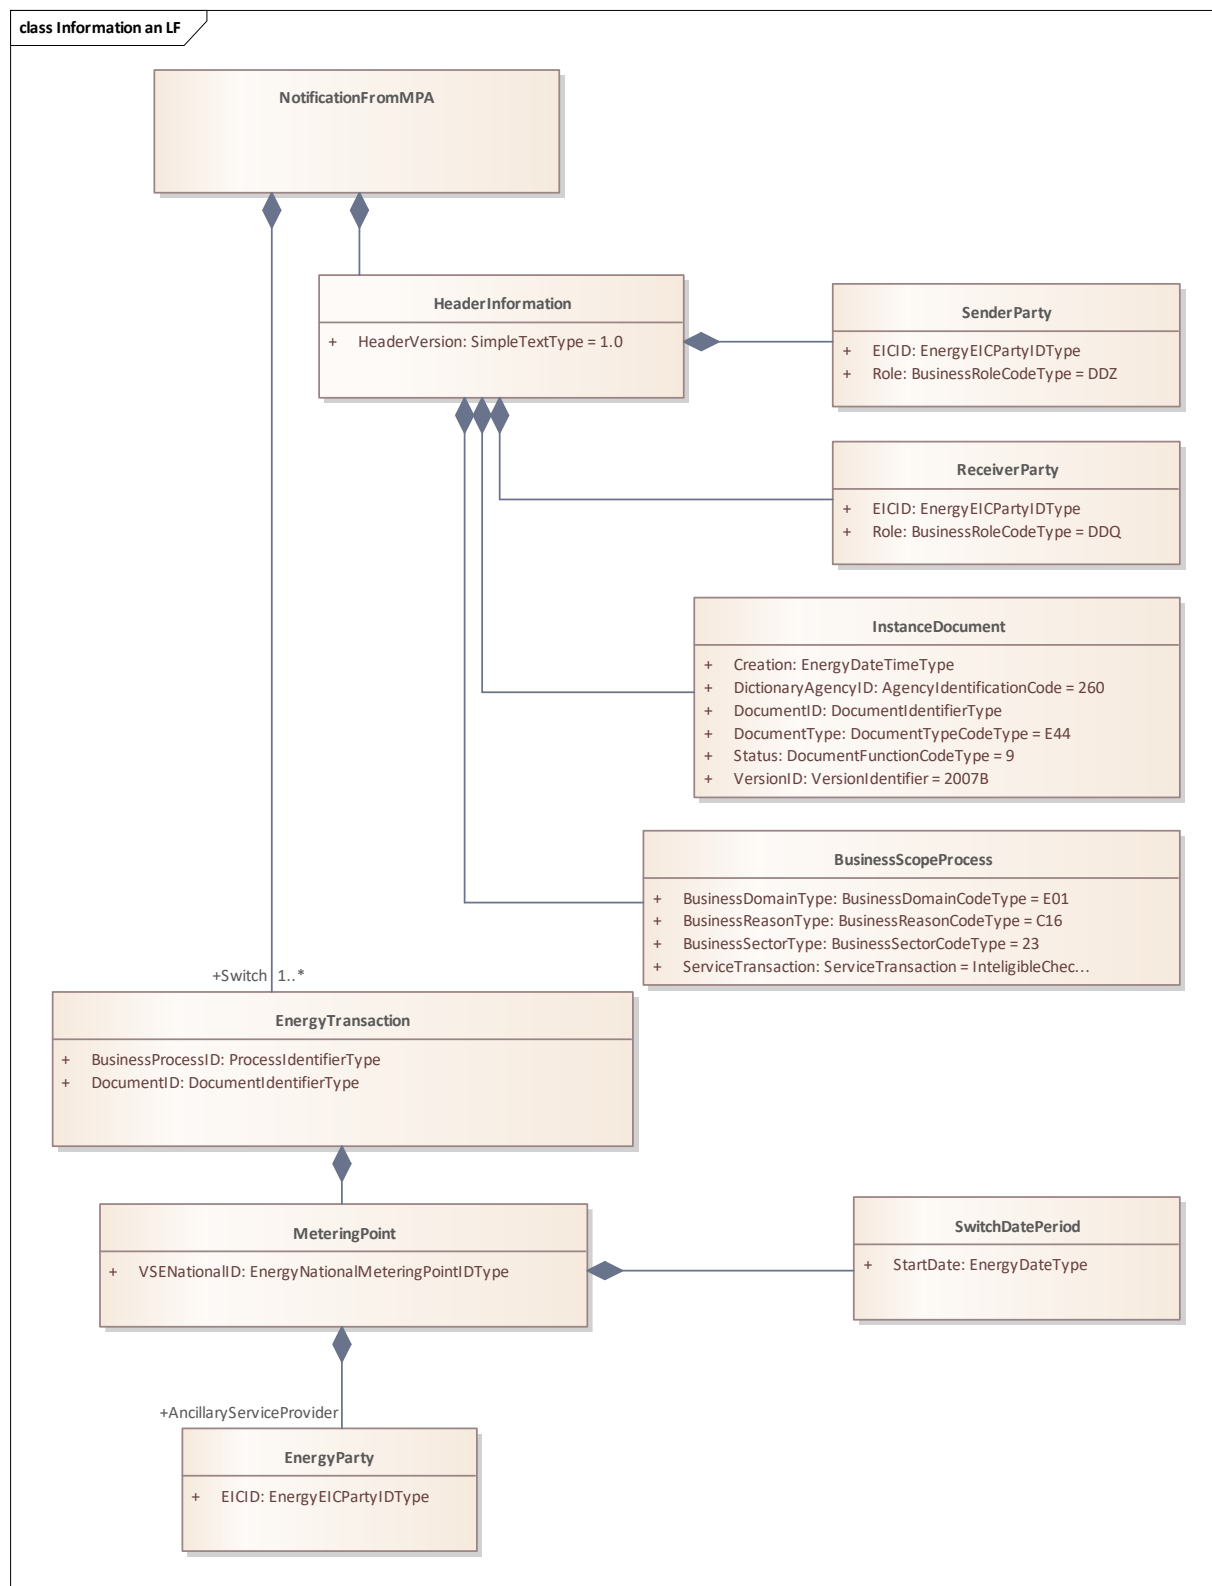 class Information an LF
NotificationFromMPA
HeaderInformation
+ HeaderVersion: SimpleTextType = 1.0
SenderParty
+ EICID: EnergyEICPartyIDType
+ Role: BusinessRoleCodeType = DDZ
ReceiverParty
+ EICID: EnergyEICPartyIDType
+ Role: BusinessRoleCodeType = DDQ
InstanceDocument
+ Creation: EnergyDateTimeType
+ DictionaryAgencyID: AgencyIdentificationCode = 260
+ DocumentID: DocumentIdentifierType
+ DocumentType: DocumentTypeCodeType = E44
+ Status: DocumentFunctionCodeType = 9
+ VersionID: VersionIdentifier = 2007B
BusinessScopeProcess
+ BusinessDomainType: BusinessDomainCodeType = E01
+ BusinessReasonType: BusinessReasonCodeType = C16
+ BusinessSectorType: BusinessSectorCodeType = 23
+ ServiceTransaction: ServiceTransaction = InteligibleChec...
+Switch 1..*
EnergyTransaction
+ BusinessProcessID: ProcessIdentifierType
+ DocumentID: DocumentIdentifierType
MeteringPoint
+ VSENationalID: EnergyNationalMeteringPointIDType
SwitchDatePeriod
+ StartDate: EnergyDateType
+AncillaryServiceProvider
EnergyParty
+ EICID: EnergyEICPartyIDType